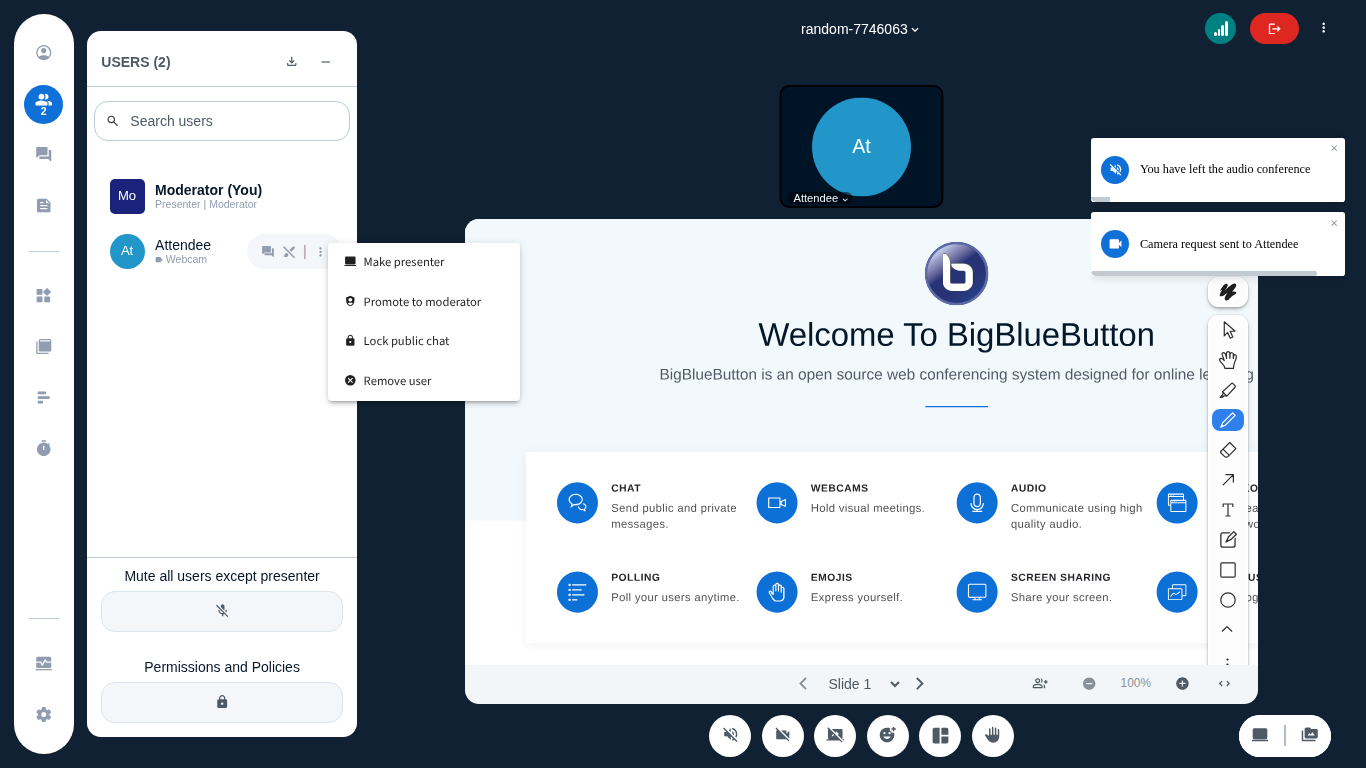 random-7746063
2
USERS (2)
Search users
Mo
Moderator (You)
Presenter | Moderator
At
Attendee
Webcam
Make presenter
Promote to moderator
Lock public chat
Remove user
Mute all users except presenter
Permissions and Policies
At
Attendee
You have left the audio conference
Camera request sent to Attendee
Welcome To BigBlueButton
BigBlueButton is an open source web conferencing system designed for online
CHAT
Send public and private
messages.
WEBCAMS
Hold visual meetings.
AUDIO
Communicate using high
quality audio.
POLLING
Poll your users anytime.
EMOJIS
Express yourself.
SCREEN SHARING
Share your screen.
Slide 1
100%